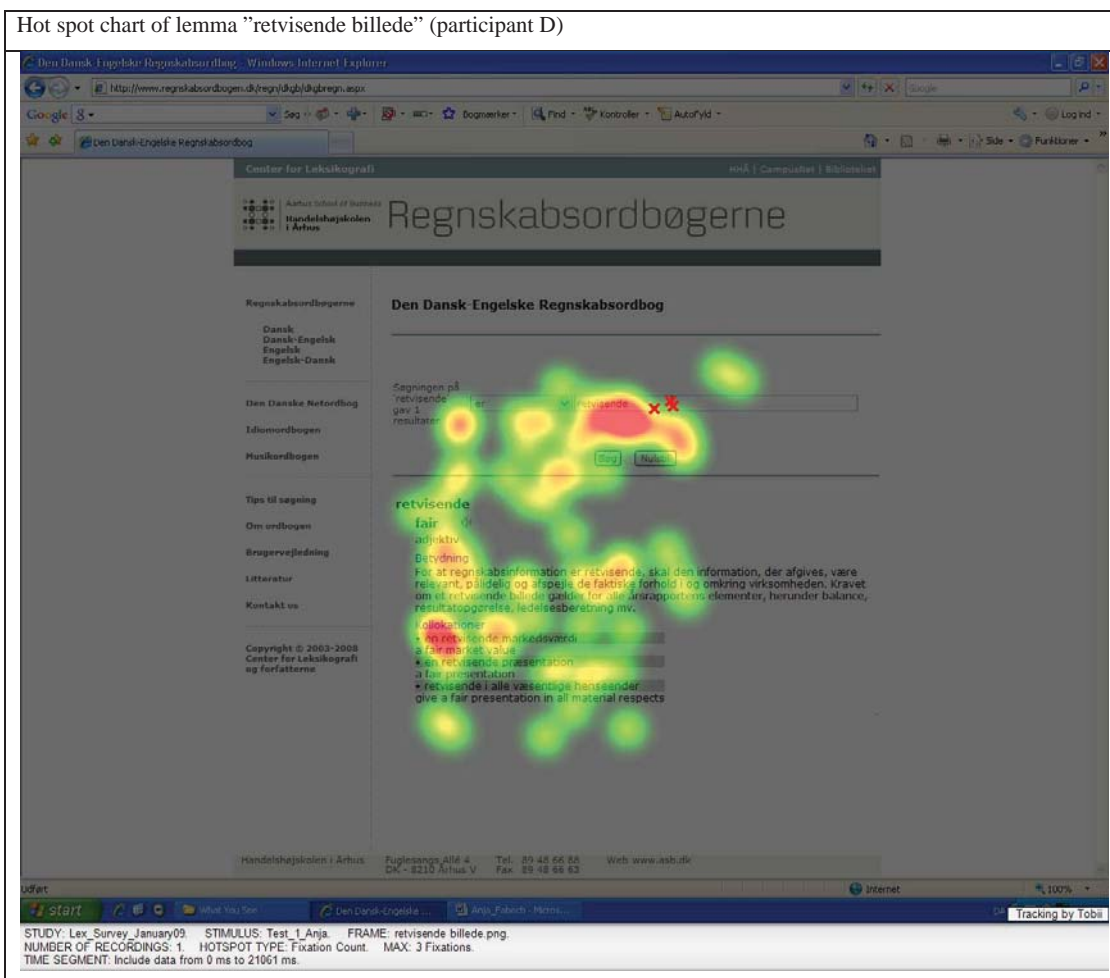 Hot spot chart of lemma ”retvisende billede” (participant D)
Den Dansk-Engelske Regnskabsordbog - Windows Internet Explorer
http://www.regnskabsordbogen.dk/regn/dkgb/dkgbregn.aspx
Google
Google
Søg
Bogmærker
Find
Kontroller
AutoFyld
Log ind
Den Dansk-Engelske Regnskabsordbog
Side
Funktioner
Center for Leksikografi
HHÅ | CampusNet | Biblioteket
Aarhus School of Business
Handelshøjskolen
i Århus
Regnskabsordbøgerne
Regnskabsordbøgerne
Dansk
Dansk-Engelsk
Engelsk
Engelsk-Dansk
Den Danske Netordbog
Idiomordbogen
Musikordbogen
Tips til søgning
Om ordbogen
Brugervejledning
Litteratur
Kontakt os
Copyright © 2003-2008
Center for Leksikografi
og forfatterne
Den Dansk-Engelske Regnskabsordbog
Søgningen på
'retvisende'
gav 1
resultater
er
retvisende
Søg
Nulstil
retvisende
fair
adjektiv
Betydning
For at regnskabsinformation er retvisende, skal den information, der afgives, være
relevant, pålidelig og afspejle de faktiske forhold i og omkring virksomheden. Kravet
om et retvisende billede gælder for alle årsrapportens elementer, herunder balance,
resultatopgørelse, ledelsesberetning mv.
Kollokationer
• en retvisende markedsværdi
a fair market value
• en retvisende præsentation
a fair presentation
• retvisende i alle væsentlige henseender
give a fair presentation in all material respects
Handelshøjskolen i Århus
Fuglesangs Allé 4
DK - 8210 Århus V
Tel. 89 48 66 88
Fax 89 48 66 63
Web www.asb.dk
Udført
Internet
100%
start
What You See
Den Dansk-Engelske ...
Tracking by Tobii
STUDY: Lex_Survey_January09. STIMULUS: Test_1_Anja. FRAME: retvisende billede.png.
NUMBER OF RECORDINGS: 1. HOTSPOT TYPE: Fixation Count. MAX: 3 Fixations.
TIME SEGMENT: Include data from 0 ms to 21061 ms.